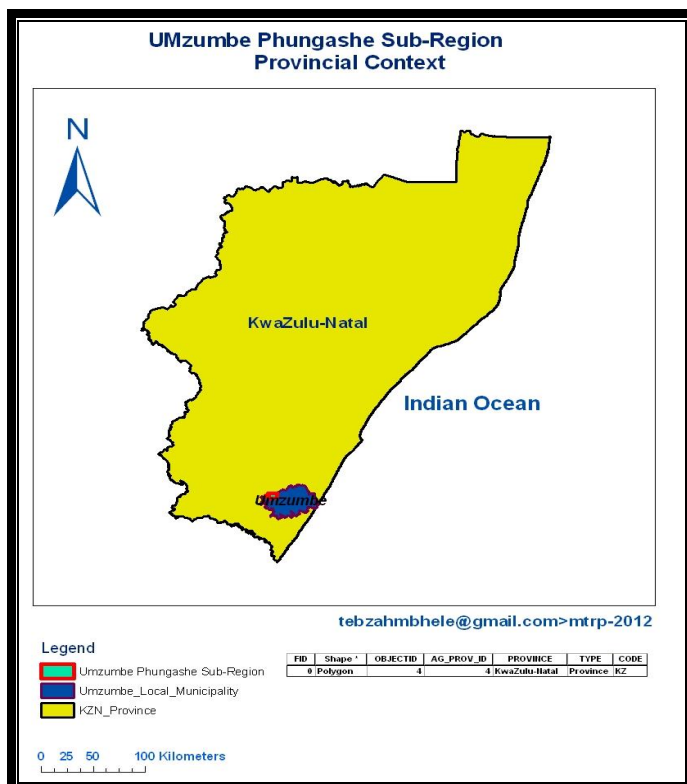 UMzumbe Phungashe Sub-Region
Provincial Context
N
KwaZulu-Natal
Indian Ocean
Umzumbe
tebzahmbhele@gmail.com>mtrp-2012
Legend
Umzumbe Phungashe Sub-Region
Umzumbe_Local_Municipality
KZN_Province
FID Shape * OBJECTID AG_PROV_ID PROVINCE TYPE CODE
0 Polygon 4 4 KwaZulu-Natal Province KZ
0 25 50 100 Kilometers